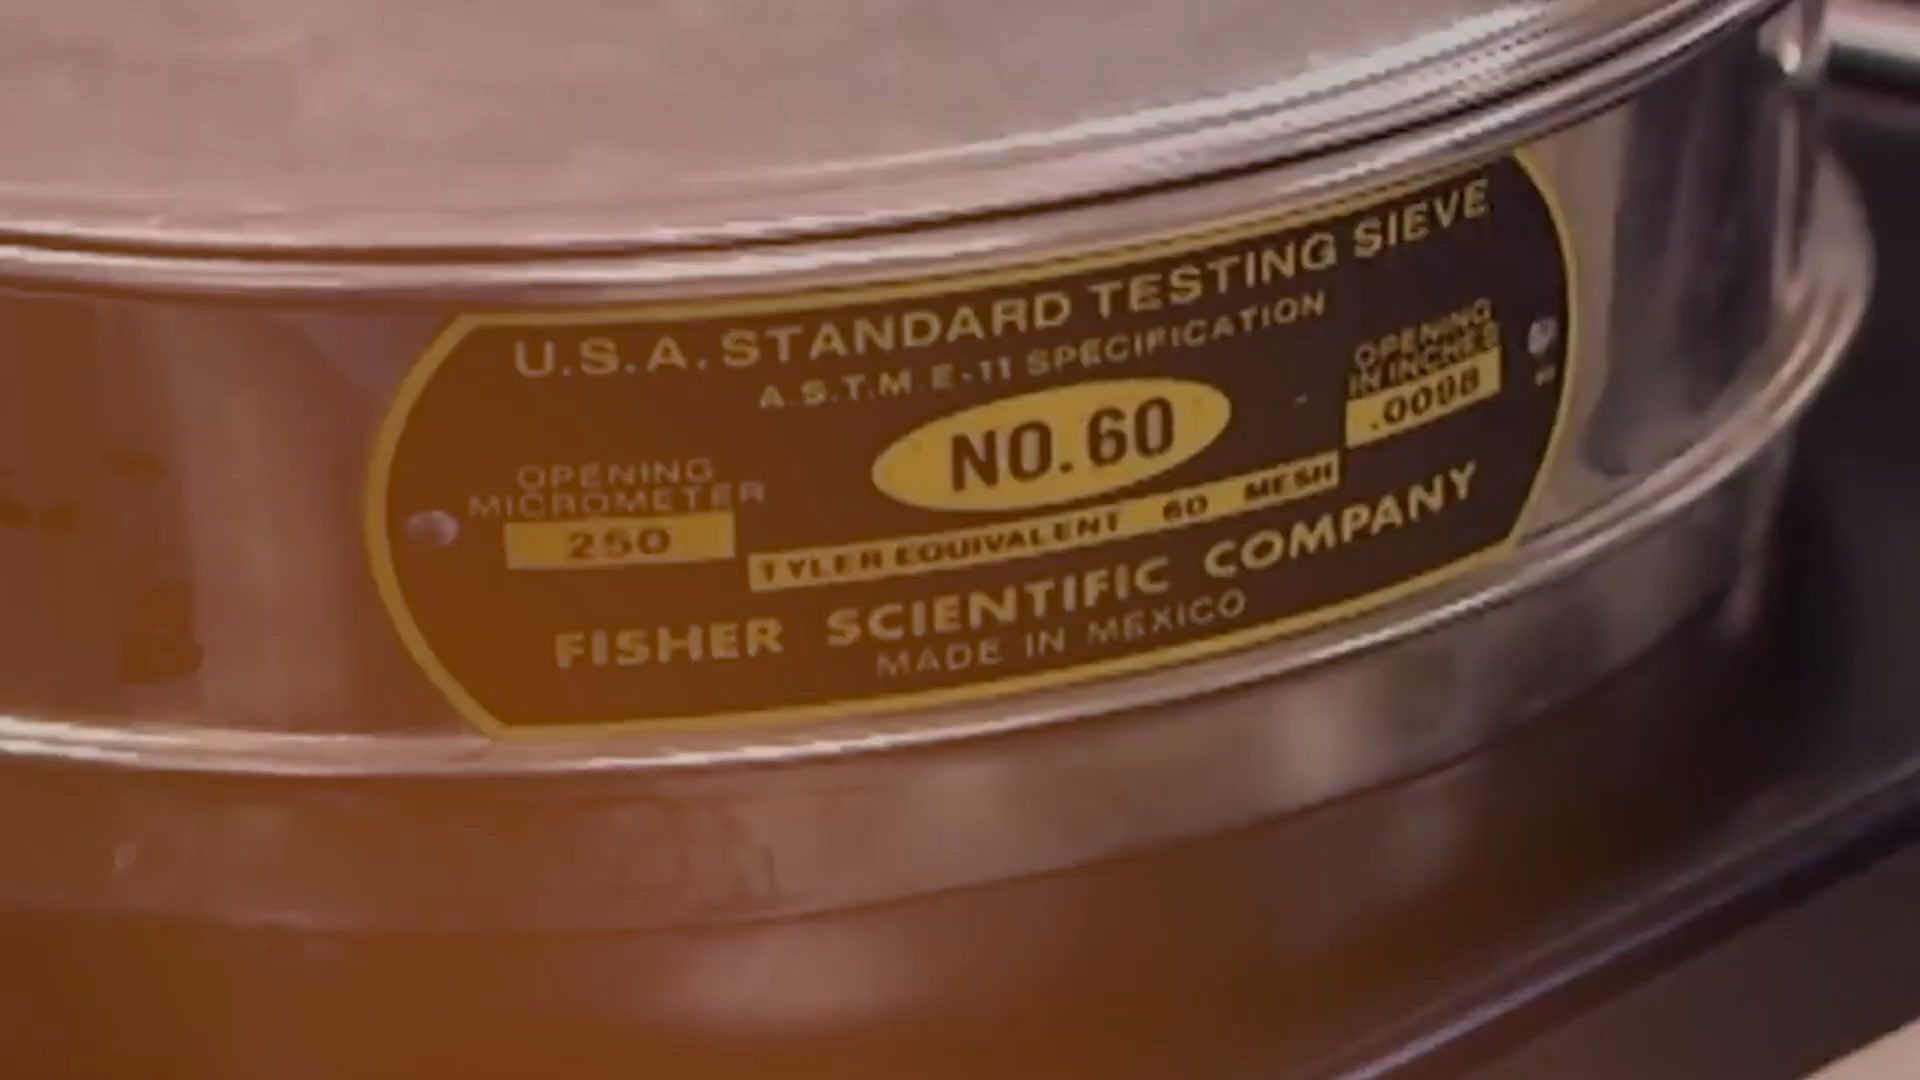 U.S.A. STANDARD TESTING SIEVE
A.S.T.M. E-11 SPECIFICATION
NO. 60
OPENING
IN INCHES
.0098
OPENING
MICROMETER
250
TYLER EQUIVALENT 60 MESH
FISHER SCIENTIFIC COMPANY
MADE IN MEXICO